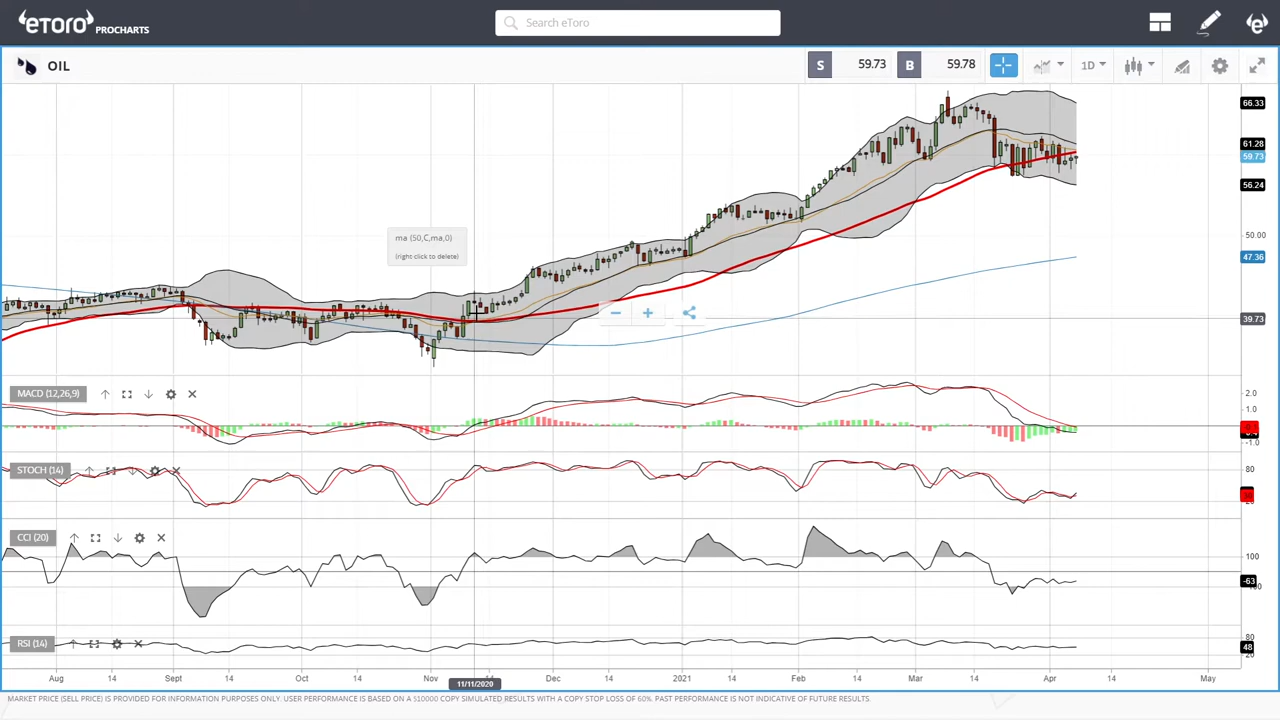 eToro PROCHARTS
Search eToro
OIL
S 59.73 B 59.78
1D
66.33
61.28
59.73
56.24
50.00
47.36
39.73
ma (50,C,ma,0)
(right click to delete)
MACD (12,26,9)
2.0
1.0
-1.0
STOCH (14)
80
CCI (20)
100
-63
RSI (14)
80
48
Aug 14 Sept 14 Oct 14 Nov 14 Dec 14 2021 14 Feb 14 Mar 14 Apr 14 May
11/11/2020
MARKET PRICE (SELL PRICE) IS PROVIDED FOR INFORMATION PURPOSES ONLY. USER PERFORMANCE IS BASED ON A $10000 COPY SIMULATED RESULTS WITH A COPY STOP LOSS OF 60%. PAST PERFORMANCE IS NOT INDICATIVE OF FUTURE RESULTS.